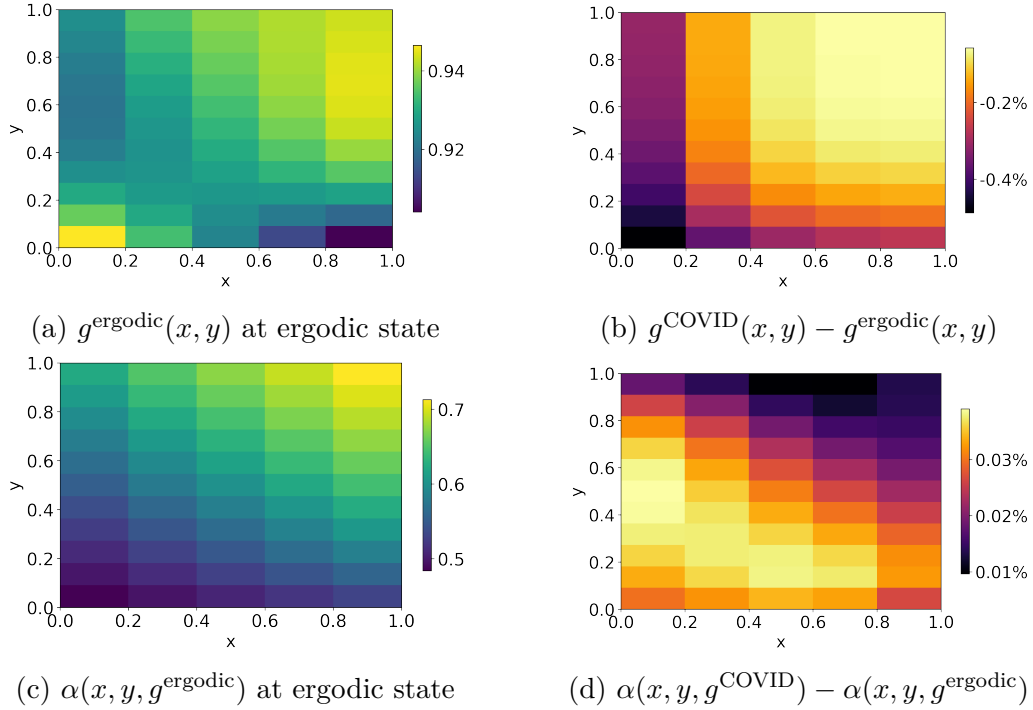 1.0
0.8
0.6
0.4
0.2
0.0
y
0.0 0.2 0.4 0.6 0.8 1.0
x
0.94
0.92
(a) g^ergodic(x, y) at ergodic state
1.0
0.8
0.6
0.4
0.2
0.0
y
0.0 0.2 0.4 0.6 0.8 1.0
x
-0.2%
-0.4%
(b) g^COVID(x, y) − g^ergodic(x, y)
1.0
0.8
0.6
0.4
0.2
0.0
y
0.0 0.2 0.4 0.6 0.8 1.0
x
0.7
0.6
0.5
(c) α(x, y, g^ergodic) at ergodic state
1.0
0.8
0.6
0.4
0.2
0.0
y
0.0 0.2 0.4 0.6 0.8 1.0
x
0.03%
0.02%
0.01%
(d) α(x, y, g^COVID) − α(x, y, g^ergodic)